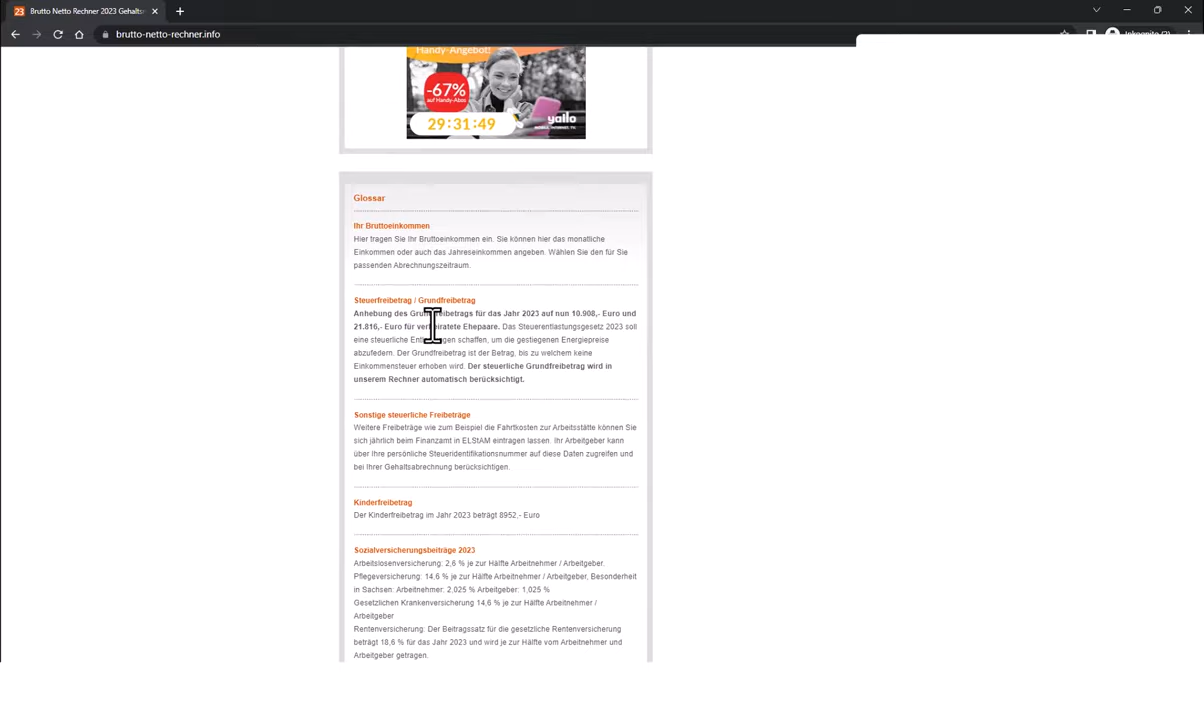 23 Brutto Netto Rechner 2023 Gehalts
brutto-netto-rechner.info
Inkognito (2)
Handy-Angebot!
-67%
auf Handy-Abos
29:31:49
yallo
MOBILE, INTERNET, TV.
Glossar
Ihr Bruttoeinkommen
Hier tragen Sie Ihr Bruttoeinkommen ein. Sie können hier das monatliche
Einkommen oder auch das Jahreseinkommen angeben. Wählen Sie den für Sie
passenden Abrechnungszeitraum.
Steuerfreibetrag / Grundfreibetrag
Anhebung des Grundfreibetrags für das Jahr 2023 auf nun 10.908,- Euro und
21.816,- Euro für verheiratete Ehepaare. Das Steuerentlastungsgesetz 2023 soll
eine steuerliche Entlastungen schaffen, um die gestiegenen Energiepreise
abzufedern. Der Grundfreibetrag ist der Betrag, bis zu welchem keine
Einkommensteuer erhoben wird. Der steuerliche Grundfreibetrag wird in
unserem Rechner automatisch berücksichtigt.
Sonstige steuerliche Freibeträge
Weitere Freibeträge wie zum Beispiel die Fahrtkosten zur Arbeitsstätte können Sie
sich jährlich beim Finanzamt in ELStAM eintragen lassen. Ihr Arbeitgeber kann
über Ihre persönliche Steueridentifikationsnummer auf diese Daten zugreifen und
bei Ihrer Gehaltsabrechnung berücksichtigen.
Kinderfreibetrag
Der Kinderfreibetrag im Jahr 2023 beträgt 8952,- Euro
Sozialversicherungsbeiträge 2023
Arbeitslosenversicherung: 2,6 % je zur Hälfte Arbeitnehmer / Arbeitgeber.
Pflegeversicherung: 14,6 % je zur Hälfte Arbeitnehmer / Arbeitgeber, Besonderheit
in Sachsen: Arbeitnehmer: 2,025 % Arbeitgeber: 1,025 %
Gesetzlichen Krankenversicherung 14,6 % je zur Hälfte Arbeitnehmer /
Arbeitgeber
Rentenversicherung: Der Beitragssatz für die gesetzliche Rentenversicherung
beträgt 18,6 % für das Jahr 2023 und wird je zur Hälfte vom Arbeitnehmer und
Arbeitgeber getragen.